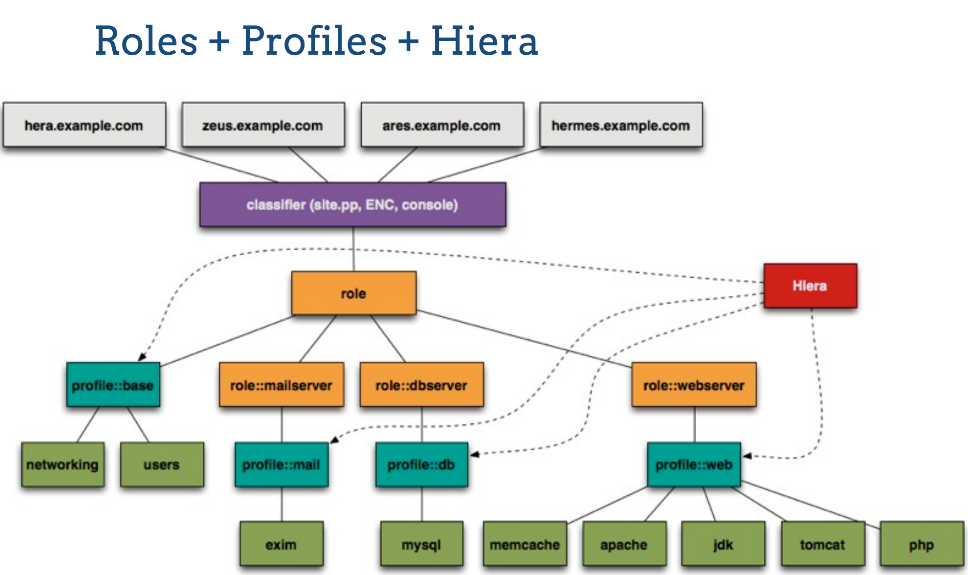 Roles + Profiles + Hiera
hera.example.com
zeus.example.com
ares.example.com
hermes.example.com
classifier (site.pp, ENC, console)
role
Hiera
profile::base
role::mailserver
role::dbserver
role::webserver
networking
users
profile::mail
profile::db
profile::web
exim
mysql
memcache
apache
jdk
tomcat
php